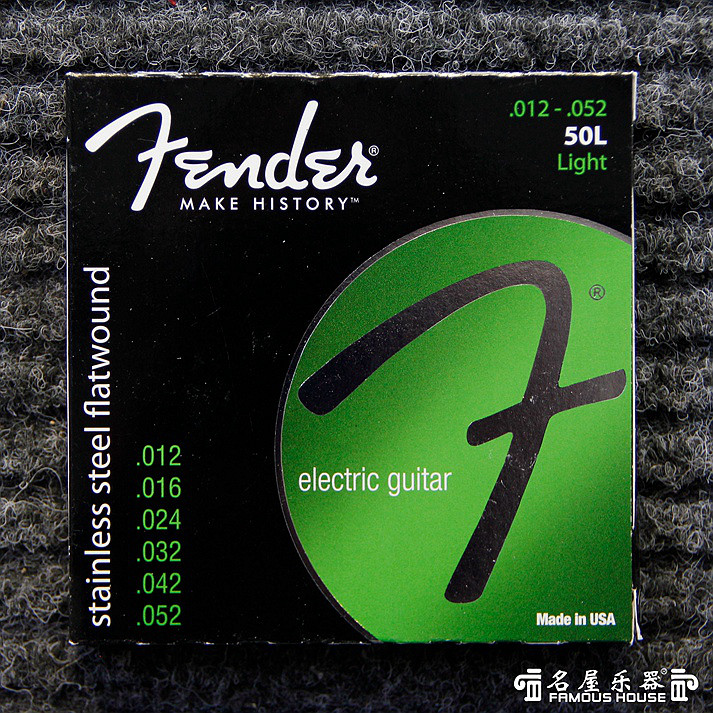 Fender®
MAKE HISTORY™
.012 - .052
50L
Light
®
stainless steel flatwound
.012
.016
.024
.032
.042
.052
electric guitar
Made in USA
名屋乐器®
FAMOUS HOUSE